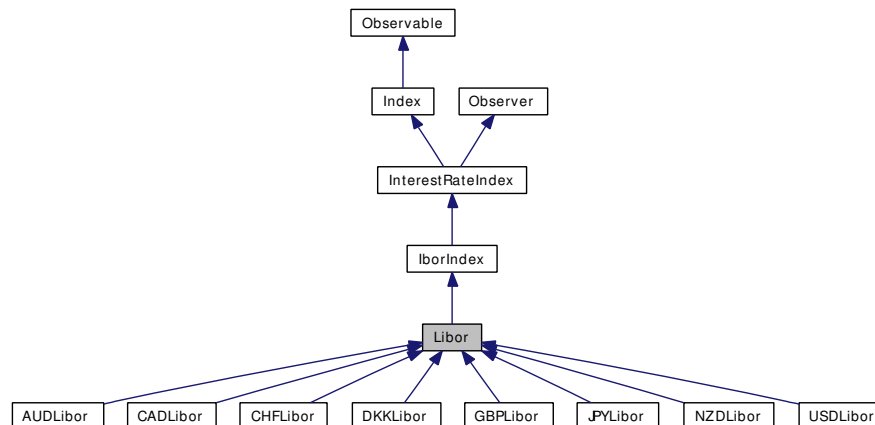 Observable
Index
Observer
InterestRateIndex
IborIndex
Libor
AUDLibor
CADLibor
CHFLibor
DKKLibor
GBPLibor
JPYLibor
NZDLibor
USDLibor